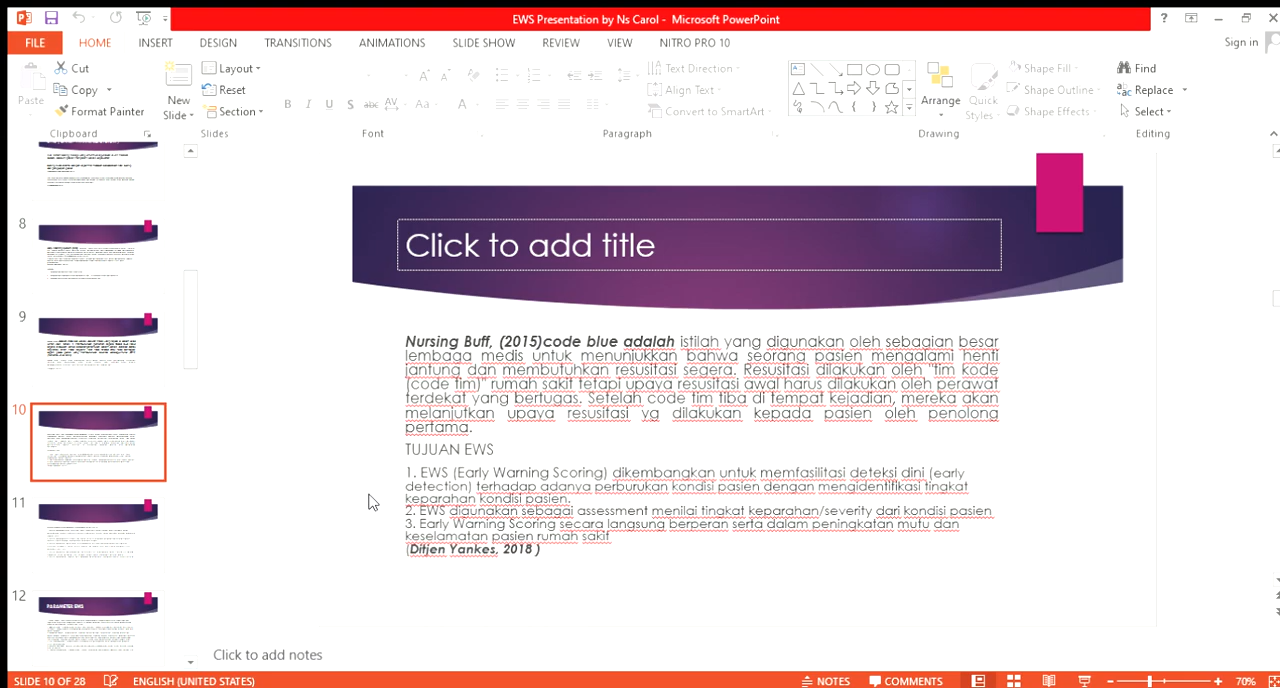 EWS Presentation by Ns Carol - Microsoft PowerPoint
FILE HOME INSERT DESIGN TRANSITIONS ANIMATIONS SLIDE SHOW REVIEW VIEW NITRO PRO 10 Sign in
Cut Layout Text Direction Shape Fill Find
Paste Copy New Reset Align Text Arrange Quick Shape Outline Replace
Format Painter Slide Section Convert to SmartArt Styles Shape Effects Select
Clipboard Slides Font Paragraph Drawing Editing
8
9
10
11
12
PARAMETER EWS
Click to add title
Nursing Buff, (2015)code blue adalah istilah yang digunakan oleh sebagian besar
lembaga medis untuk menunjukkan bahwa seorang pasien mengalami henti
jantung dan membutuhkan resusitasi segera. Resusitasi dilakukan oleh "tim kode
(code tim)" rumah sakit tetapi upaya resusitasi awal harus dilakukan oleh perawat
terdekat yang bertugas. Setelah code tim tiba di tempat kejadian, mereka akan
melanjutkan upaya resusitasi yg dilakukan kepada pasien oleh penolong
pertama.
TUJUAN EWS
1. EWS (Early Warning Scoring) dikembangkan untuk memfasilitasi deteksi dini (early
detection) terhadap adanya perburukan kondisi pasien dengan mengidentifikasi tingkat
keparahan kondisi pasien.
2. EWS digunakan sebagai assessment menilai tingkat keparahan/severity dari kondisi pasien
3. Early Warning Scoring secara langsung berperan serta dalam peningkatan mutu dan
keselamatan pasien rumah sakit
(Ditjen Yankes, 2018 )
Click to add notes
SLIDE 10 OF 28 ENGLISH (UNITED STATES) NOTES COMMENTS 70%